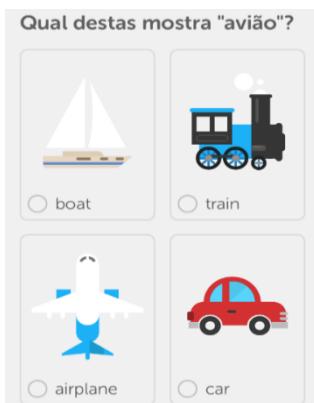 Qual destas mostra "avião"?
boat
train
airplane
car